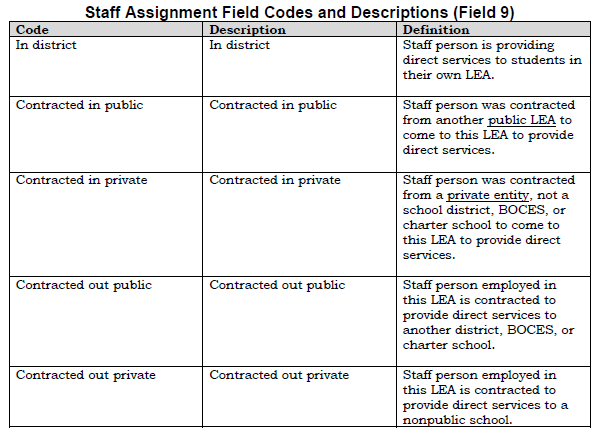 Staff Assignment Field Codes and Descriptions (Field 9)
Code Description Definition
In district In district Staff person is providing
direct services to students in
their own LEA.
Contracted in public Contracted in public Staff person was contracted
from another public LEA to
come to this LEA to provide
direct services.
Contracted in private Contracted in private Staff person was contracted
from a private entity, not a
school district, BOCES, or
charter school to come to
this LEA to provide direct
services.
Contracted out public Contracted out public Staff person employed in
this LEA is contracted to
provide direct services to
another district, BOCES, or
charter school.
Contracted out private Contracted out private Staff person employed in
this LEA is contracted to
provide direct services to a
nonpublic school.